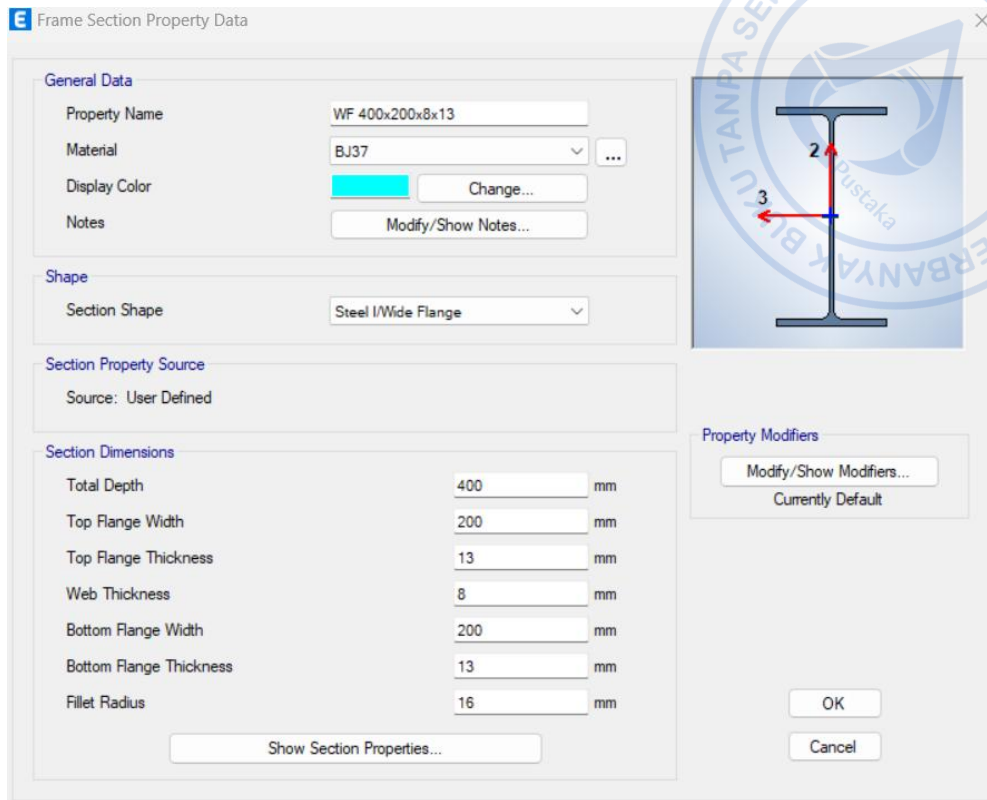 Frame Section Property Data
General Data
Property Name WF 400x200x8x13
Material BJ37 ...
Display Color Change...
Notes Modify/Show Notes...
Shape
Section Shape Steel I/Wide Flange
Section Property Source
Source: User Defined
Section Dimensions
Total Depth 400 mm
Top Flange Width 200 mm
Top Flange Thickness 13 mm
Web Thickness 8 mm
Bottom Flange Width 200 mm
Bottom Flange Thickness 13 mm
Fillet Radius 16 mm
Show Section Properties...
2
3
Property Modifiers
Modify/Show Modifiers...
Currently Default
OK
Cancel
E
Pustaka
BUKU TANPA